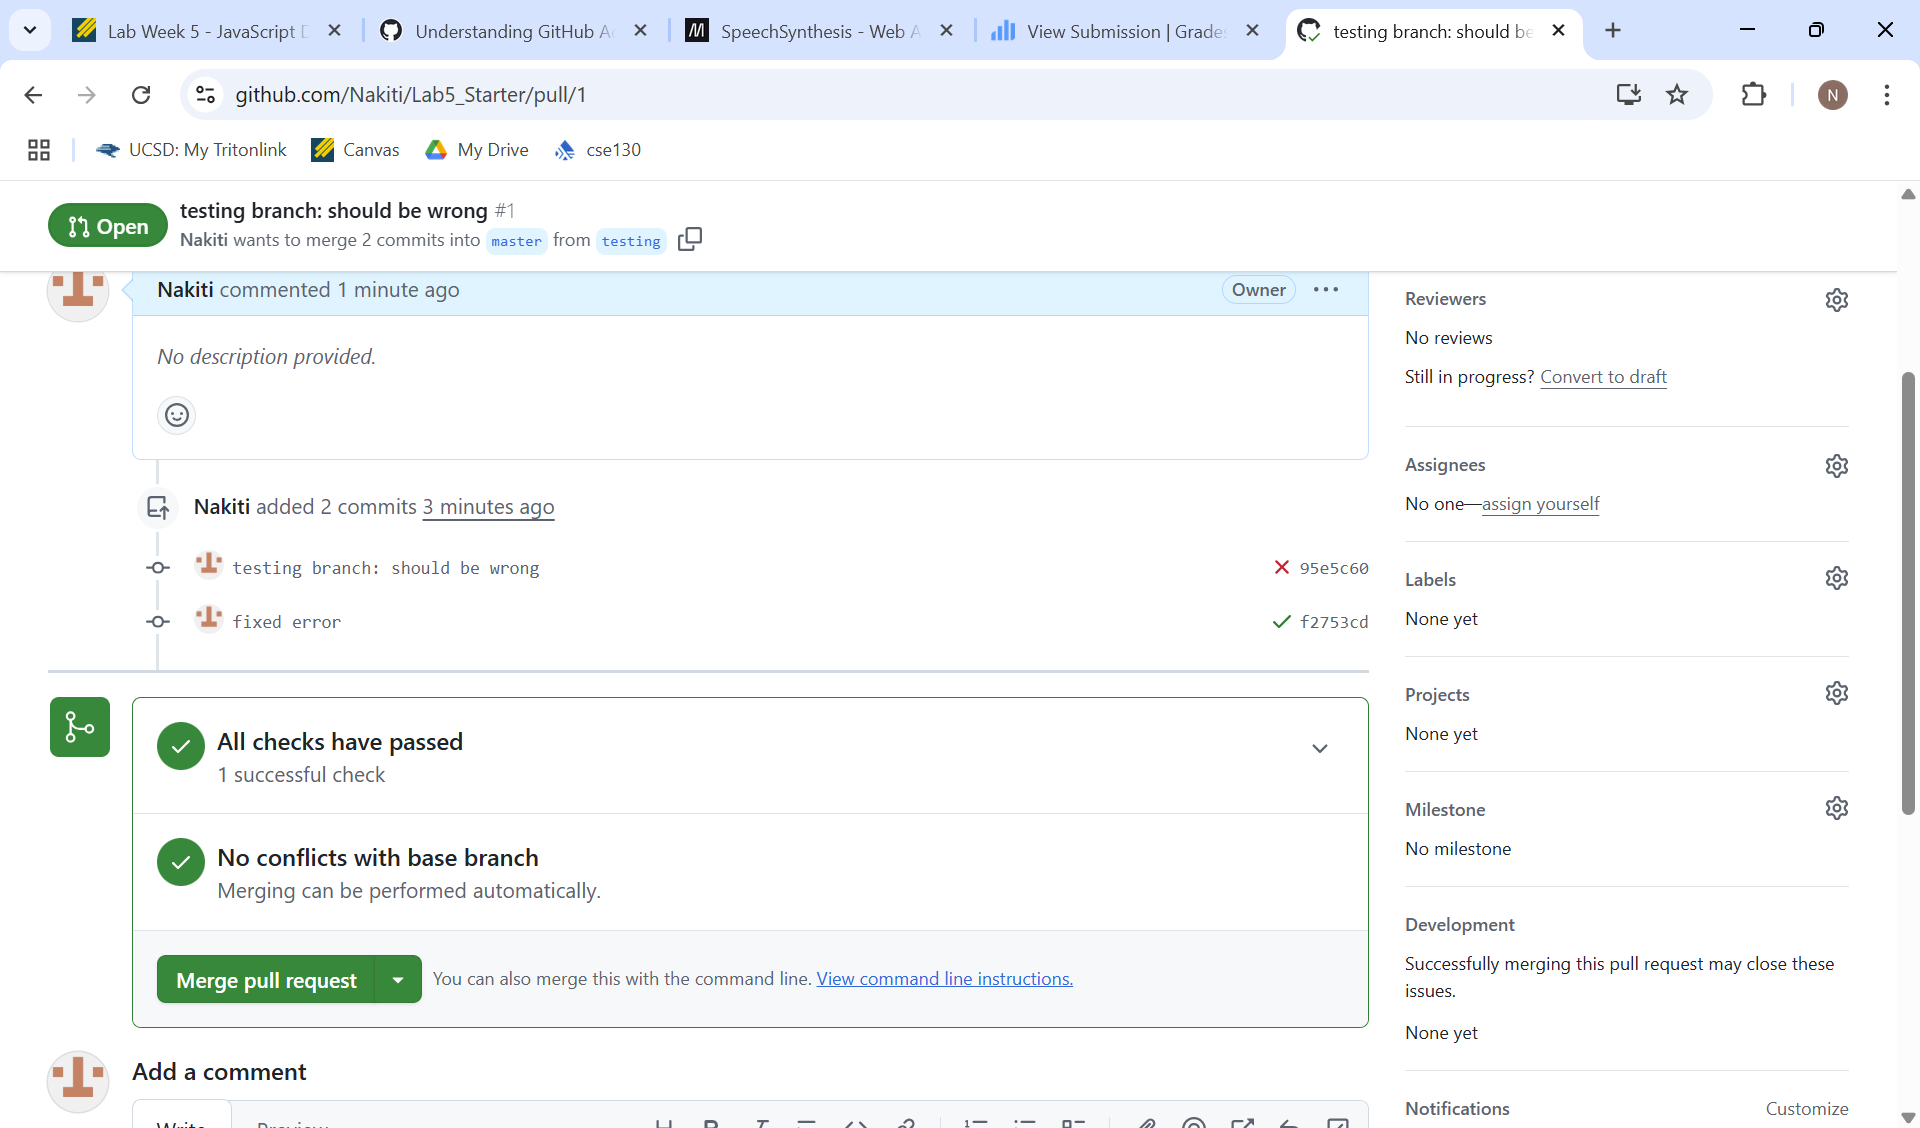 Lab Week 5 - JavaScript D
Understanding GitHub Ac
SpeechSynthesis - Web A
View Submission | Grades
testing branch: should be
github.com/Nakiti/Lab5_Starter/pull/1
N
UCSD: My Tritonlink
Canvas
My Drive
cse130
Open
testing branch: should be wrong #1
Nakiti wants to merge 2 commits into master from testing
Nakiti commented 1 minute ago
Owner
No description provided.
Nakiti added 2 commits 3 minutes ago
testing branch: should be wrong
95e5c60
fixed error
f2753cd
All checks have passed
1 successful check
No conflicts with base branch
Merging can be performed automatically.
Merge pull request
You can also merge this with the command line. View command line instructions.
Add a comment
Write
Preview
Reviewers
No reviews
Still in progress? Convert to draft
Assignees
No one—assign yourself
Labels
None yet
Projects
None yet
Milestone
No milestone
Development
Successfully merging this pull request may close these
issues.
None yet
Notifications
Customize